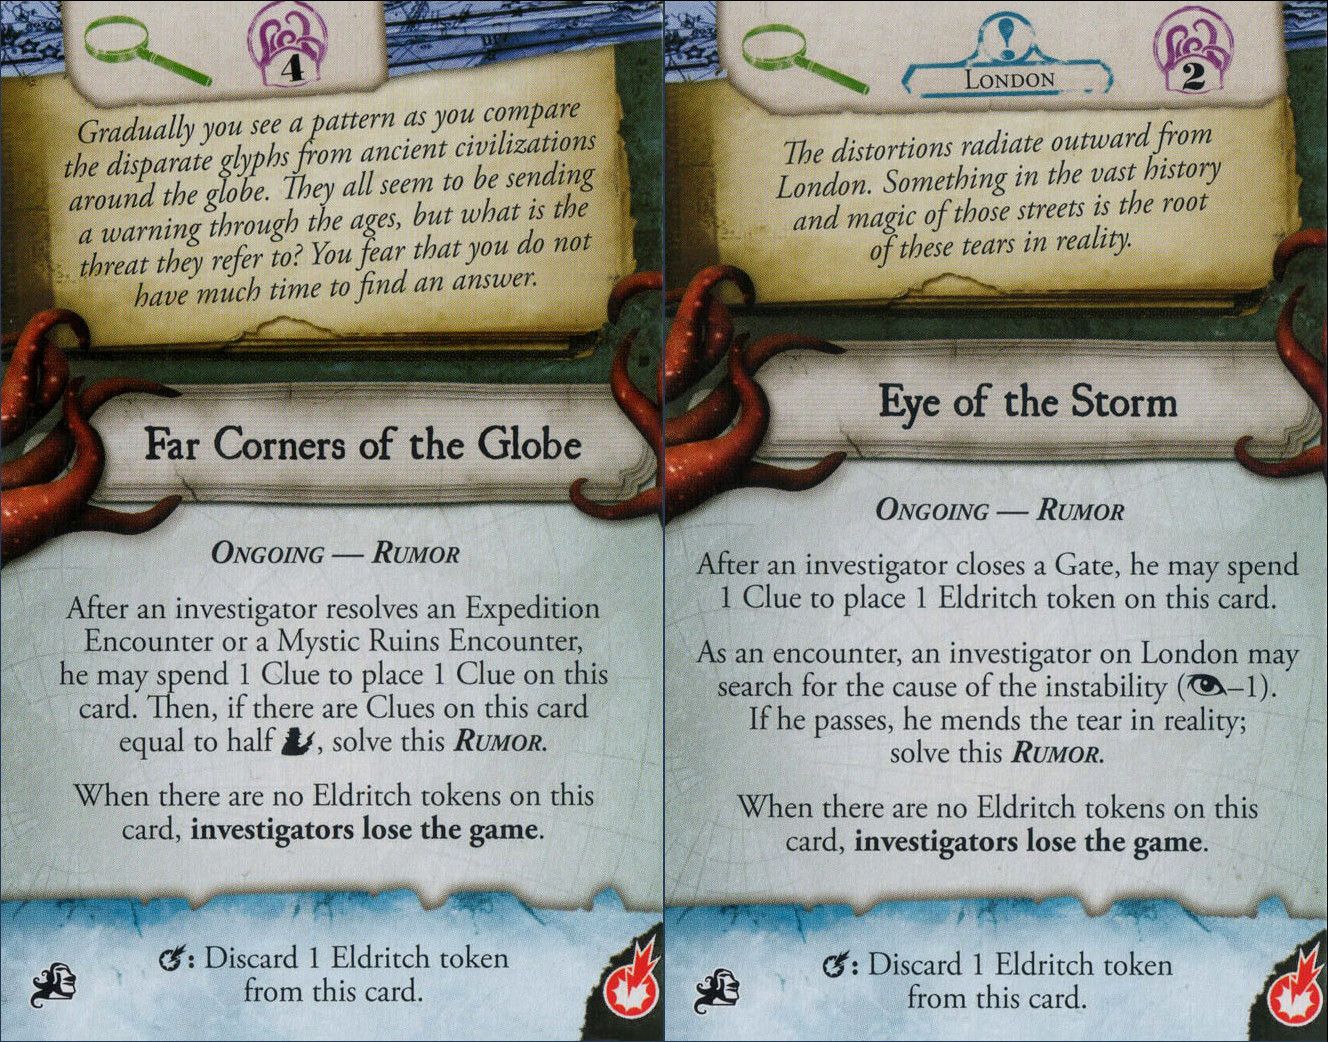 4
Gradually you see a pattern as you compare
the disparate glyphs from ancient civilizations
around the globe. They all seem to be sending
a warning through the ages, but what is the
threat they refer to? You fear that you do not
have much time to find an answer.
Far Corners of the Globe
ONGOING — RUMOR
After an investigator resolves an Expedition
Encounter or a Mystic Ruins Encounter,
he may spend 1 Clue to place 1 Clue on this
card. Then, if there are Clues on this card
equal to half , solve this RUMOR.
When there are no Eldritch tokens on this
card, investigators lose the game.
: Discard 1 Eldritch token
from this card.
LONDON
2
The distortions radiate outward from
London. Something in the vast history
and magic of those streets is the root
of these tears in reality.
Eye of the Storm
ONGOING — RUMOR
After an investigator closes a Gate, he may spend
1 Clue to place 1 Eldritch token on this card.
As an encounter, an investigator on London may
search for the cause of the instability (–1).
If he passes, he mends the tear in reality;
solve this RUMOR.
When there are no Eldritch tokens on this
card, investigators lose the game.
: Discard 1 Eldritch token
from this card.